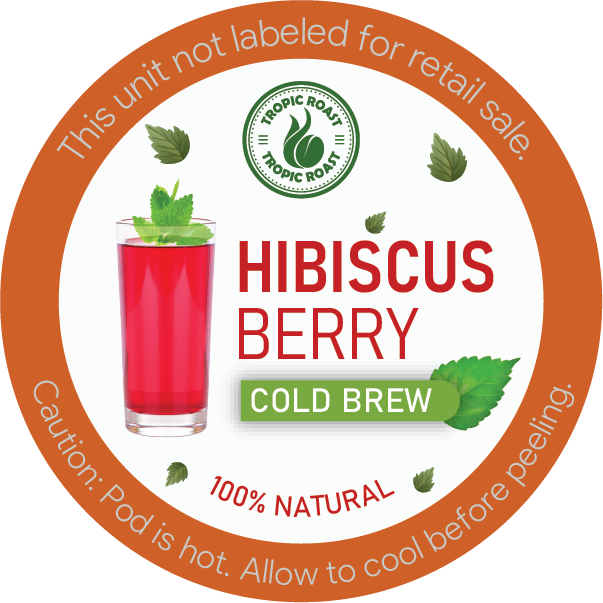 This unit not labeled for retail sale.
TROPIC ROAST
TROPIC ROAST
HIBISCUS
BERRY
COLD BREW
100% NATURAL
Caution: Pod is hot. Allow to cool before peeling.